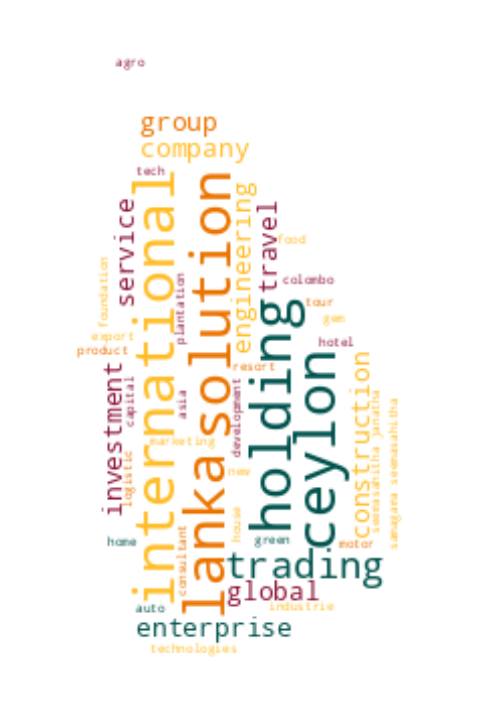 agro
group
company
tech
international
solution
service
engineering
travel
food
foundation
plantation
colombo
tour
gem
export
product
hotel
holding
ceylon
resort
investment
capital
asia
development
construction
janatha
seemasahitha
samagama seemasahitha
marketing
lanka
logistic
new
house
home
consultant
green
motor
trading
global
auto
industrie
enterprise
technologies